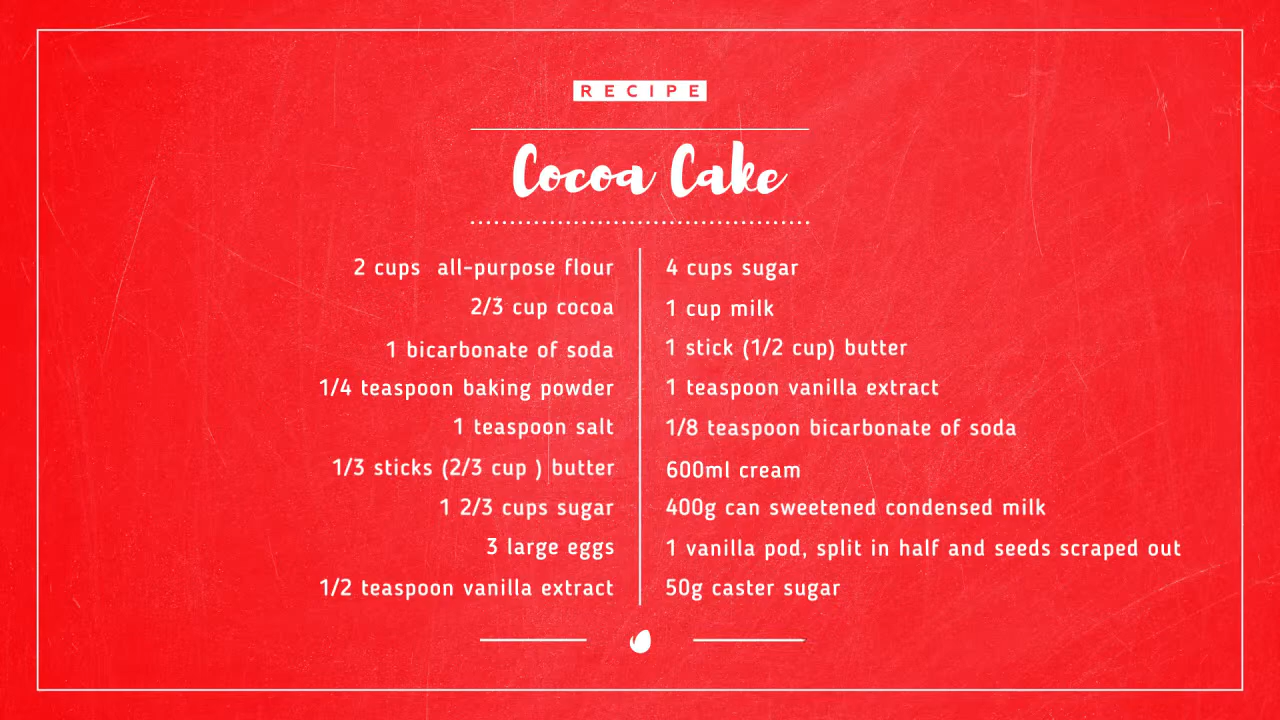 RECIPE
Cocoa Cake
2 cups all-purpose flour
2/3 cup cocoa
1 bicarbonate of soda
1/4 teaspoon baking powder
1 teaspoon salt
1/3 sticks (2/3 cup ) butter
1 2/3 cups sugar
3 large eggs
1/2 teaspoon vanilla extract
4 cups sugar
1 cup milk
1 stick (1/2 cup) butter
1 teaspoon vanilla extract
1/8 teaspoon bicarbonate of soda
600ml cream
400g can sweetened condensed milk
1 vanilla pod, split in half and seeds scraped out
50g caster sugar